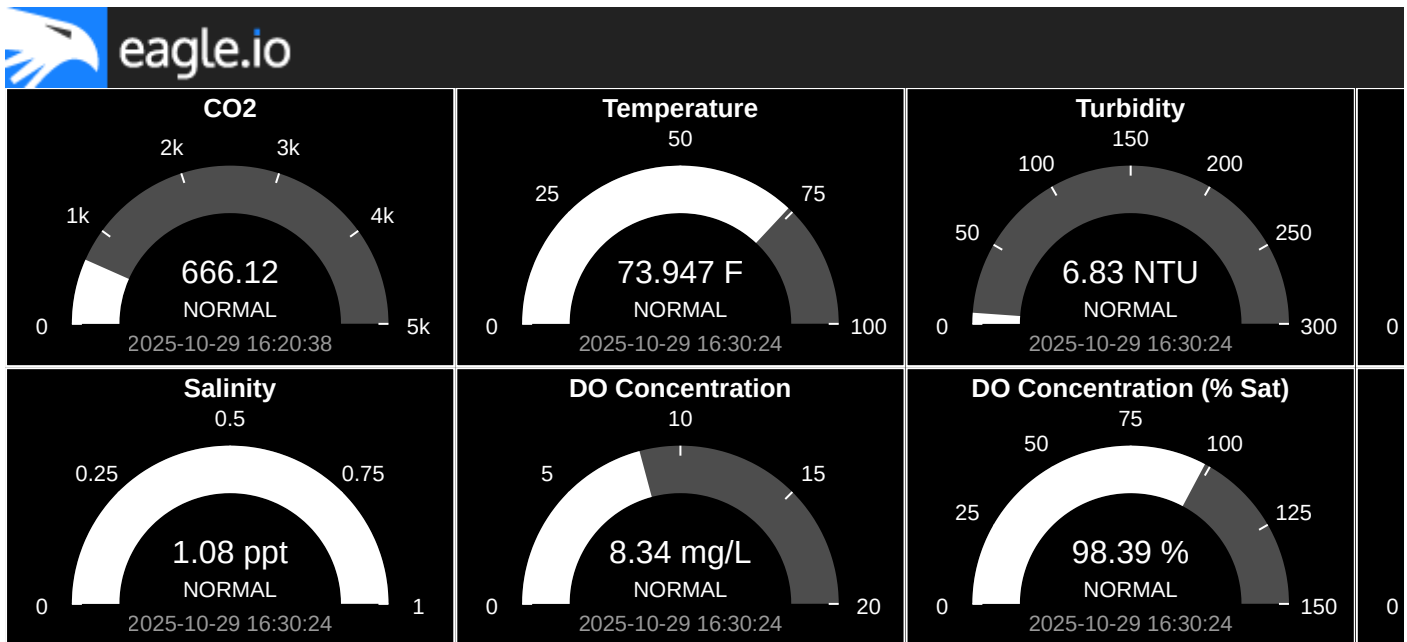 eagle.io
CO2
0
1k
2k
3k
4k
5k
666.12
NORMAL
2025-10-29 16:20:38
Temperature
0
25
50
75
100
73.947 F
NORMAL
2025-10-29 16:30:24
Turbidity
0
50
100
150
200
250
300
6.83 NTU
NORMAL
2025-10-29 16:30:24
0
Salinity
0
0.25
0.5
0.75
1
1.08 ppt
NORMAL
2025-10-29 16:30:24
DO Concentration
0
5
10
15
20
8.34 mg/L
NORMAL
2025-10-29 16:30:24
DO Concentration (% Sat)
0
25
50
75
100
125
150
98.39 %
NORMAL
2025-10-29 16:30:24
0